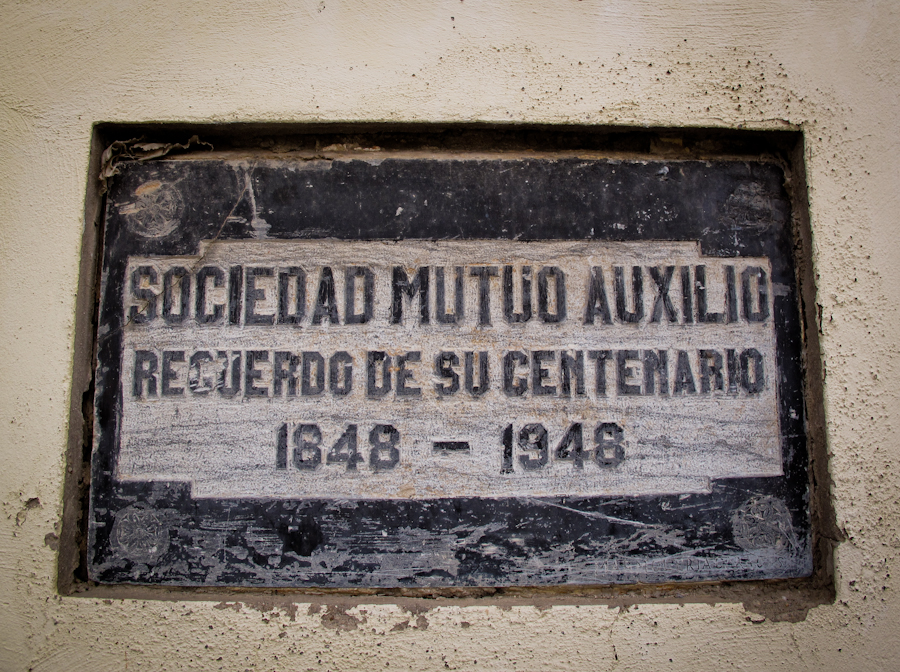 SOCIEDAD MUTUO AUXILIO
RECUERDO DE SU CENTENARIO
1848 - 1948